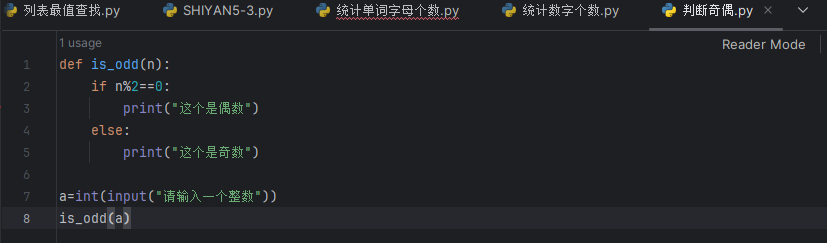 列表最值查找.py SHIYAN5-3.py 统计单词字母个数.py 统计数字个数.py 判断奇偶.py
1 usage Reader Mode
1 def is_odd(n):
2     if n%2==0:
3         print("这个是偶数")
4     else:
5         print("这个是奇数")
6
7 a=int(input("请输入一个整数"))
8 is_odd(a)